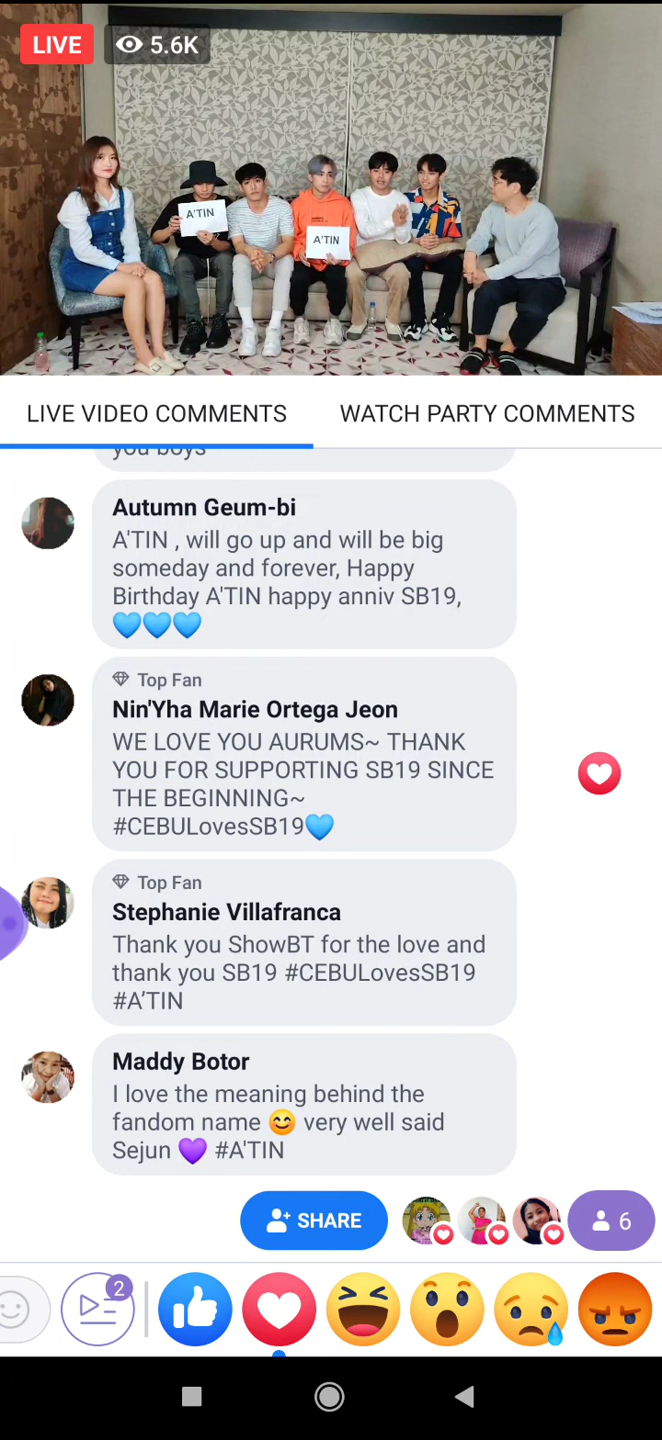 LIVE 5.6K
A'TIN
A'TIN
LIVE VIDEO COMMENTS WATCH PARTY COMMENTS
you boys
Autumn Geum-bi
A'TIN , will go up and will be big
someday and forever, Happy
Birthday A'TIN happy anniv SB19,
💙💙💙
Top Fan
Nin'Yha Marie Ortega Jeon
WE LOVE YOU AURUMS~ THANK
YOU FOR SUPPORTING SB19 SINCE
THE BEGINNING~
#CEBULovesSB19💙
Top Fan
Stephanie Villafranca
Thank you ShowBT for the love and
thank you SB19 #CEBULovesSB19
#A’TIN
Maddy Botor
I love the meaning behind the
fandom name 😊 very well said
Sejun 💜 #A'TIN
SHARE 6
2